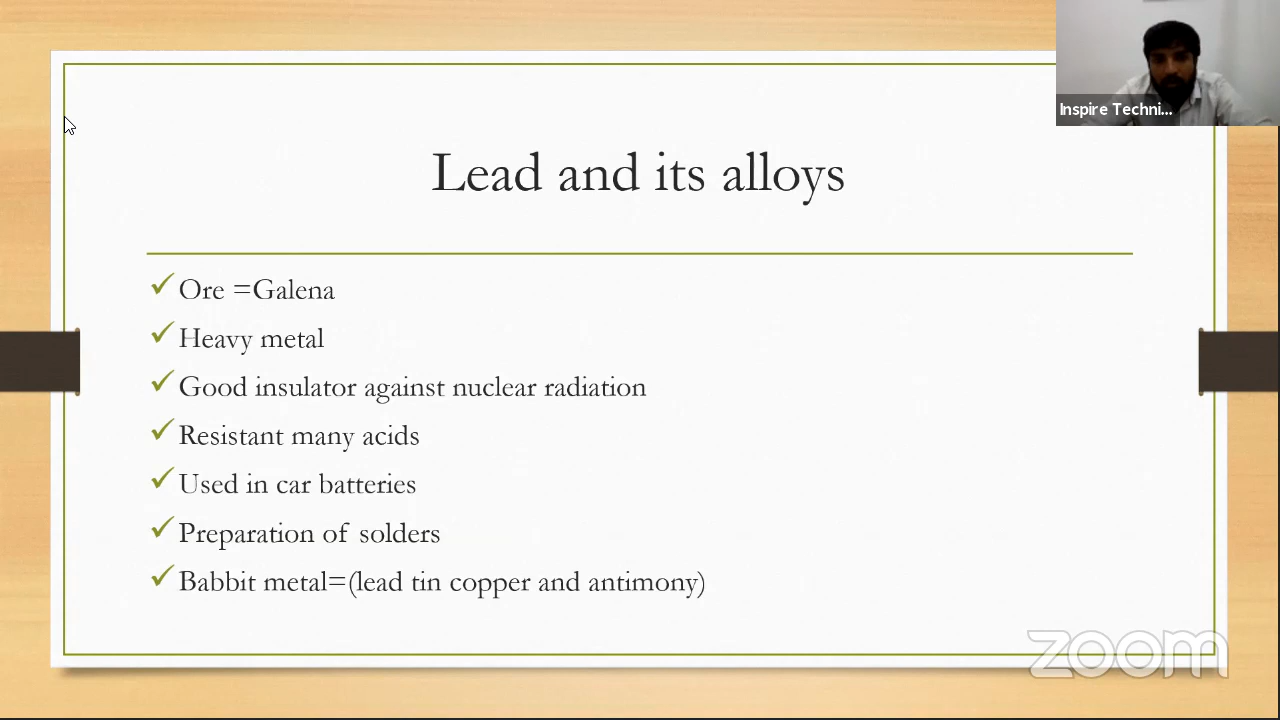 Inspire Techni...
Lead and its alloys
Ore =Galena
Heavy metal
Good insulator against nuclear radiation
Resistant many acids
Used in car batteries
Preparation of solders
Babbit metal=(lead tin copper and antimony)
zoom